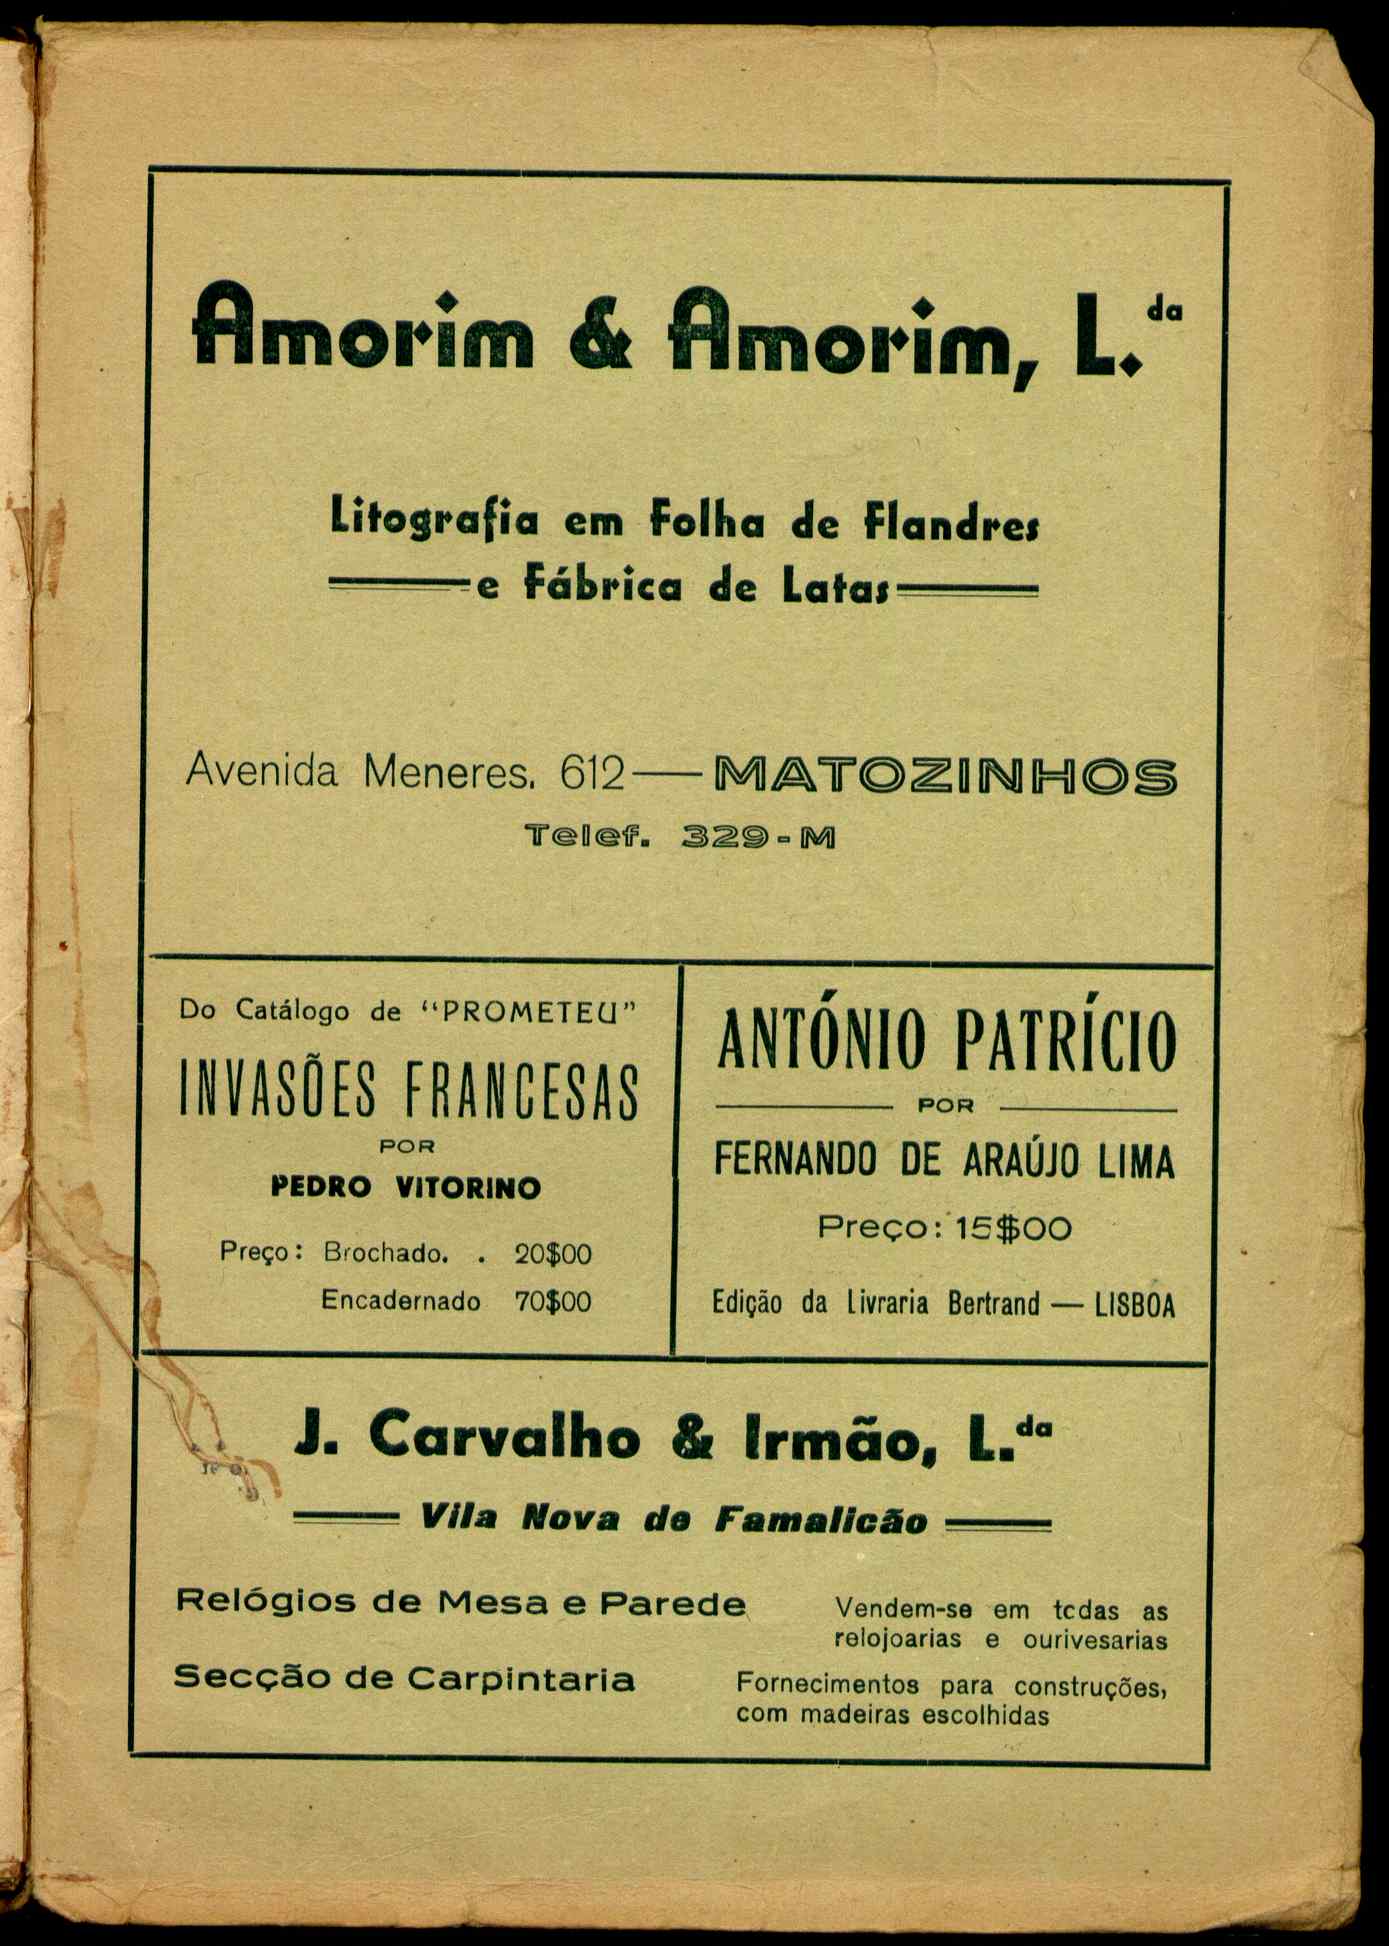 Amorim & Amorim, L.da
Litografia em Folha de Flandres
e Fábrica de Latas
Avenida Meneres. 612 — MATOZINHOS
Telef. 329-M
Do Catálogo de “PROMETEU”
INVASÕES FRANCESAS
POR
PEDRO VITORINO
Preço: Brochado. . 20$00
Encadernado 70$00
ANTÓNIO PATRÍCIO
POR
FERNANDO DE ARAÚJO LIMA
Preço: 15$00
Edição da Livraria Bertrand — LISBOA
J. Carvalho & Irmão, L.da
Vila Nova de Famalicão
Relógios de Mesa e Parede
Vendem-se em tcdas as
relojoarias e ourivesarias
Secção de Carpintaria
Fornecimentos para construções,
com madeiras escolhidas